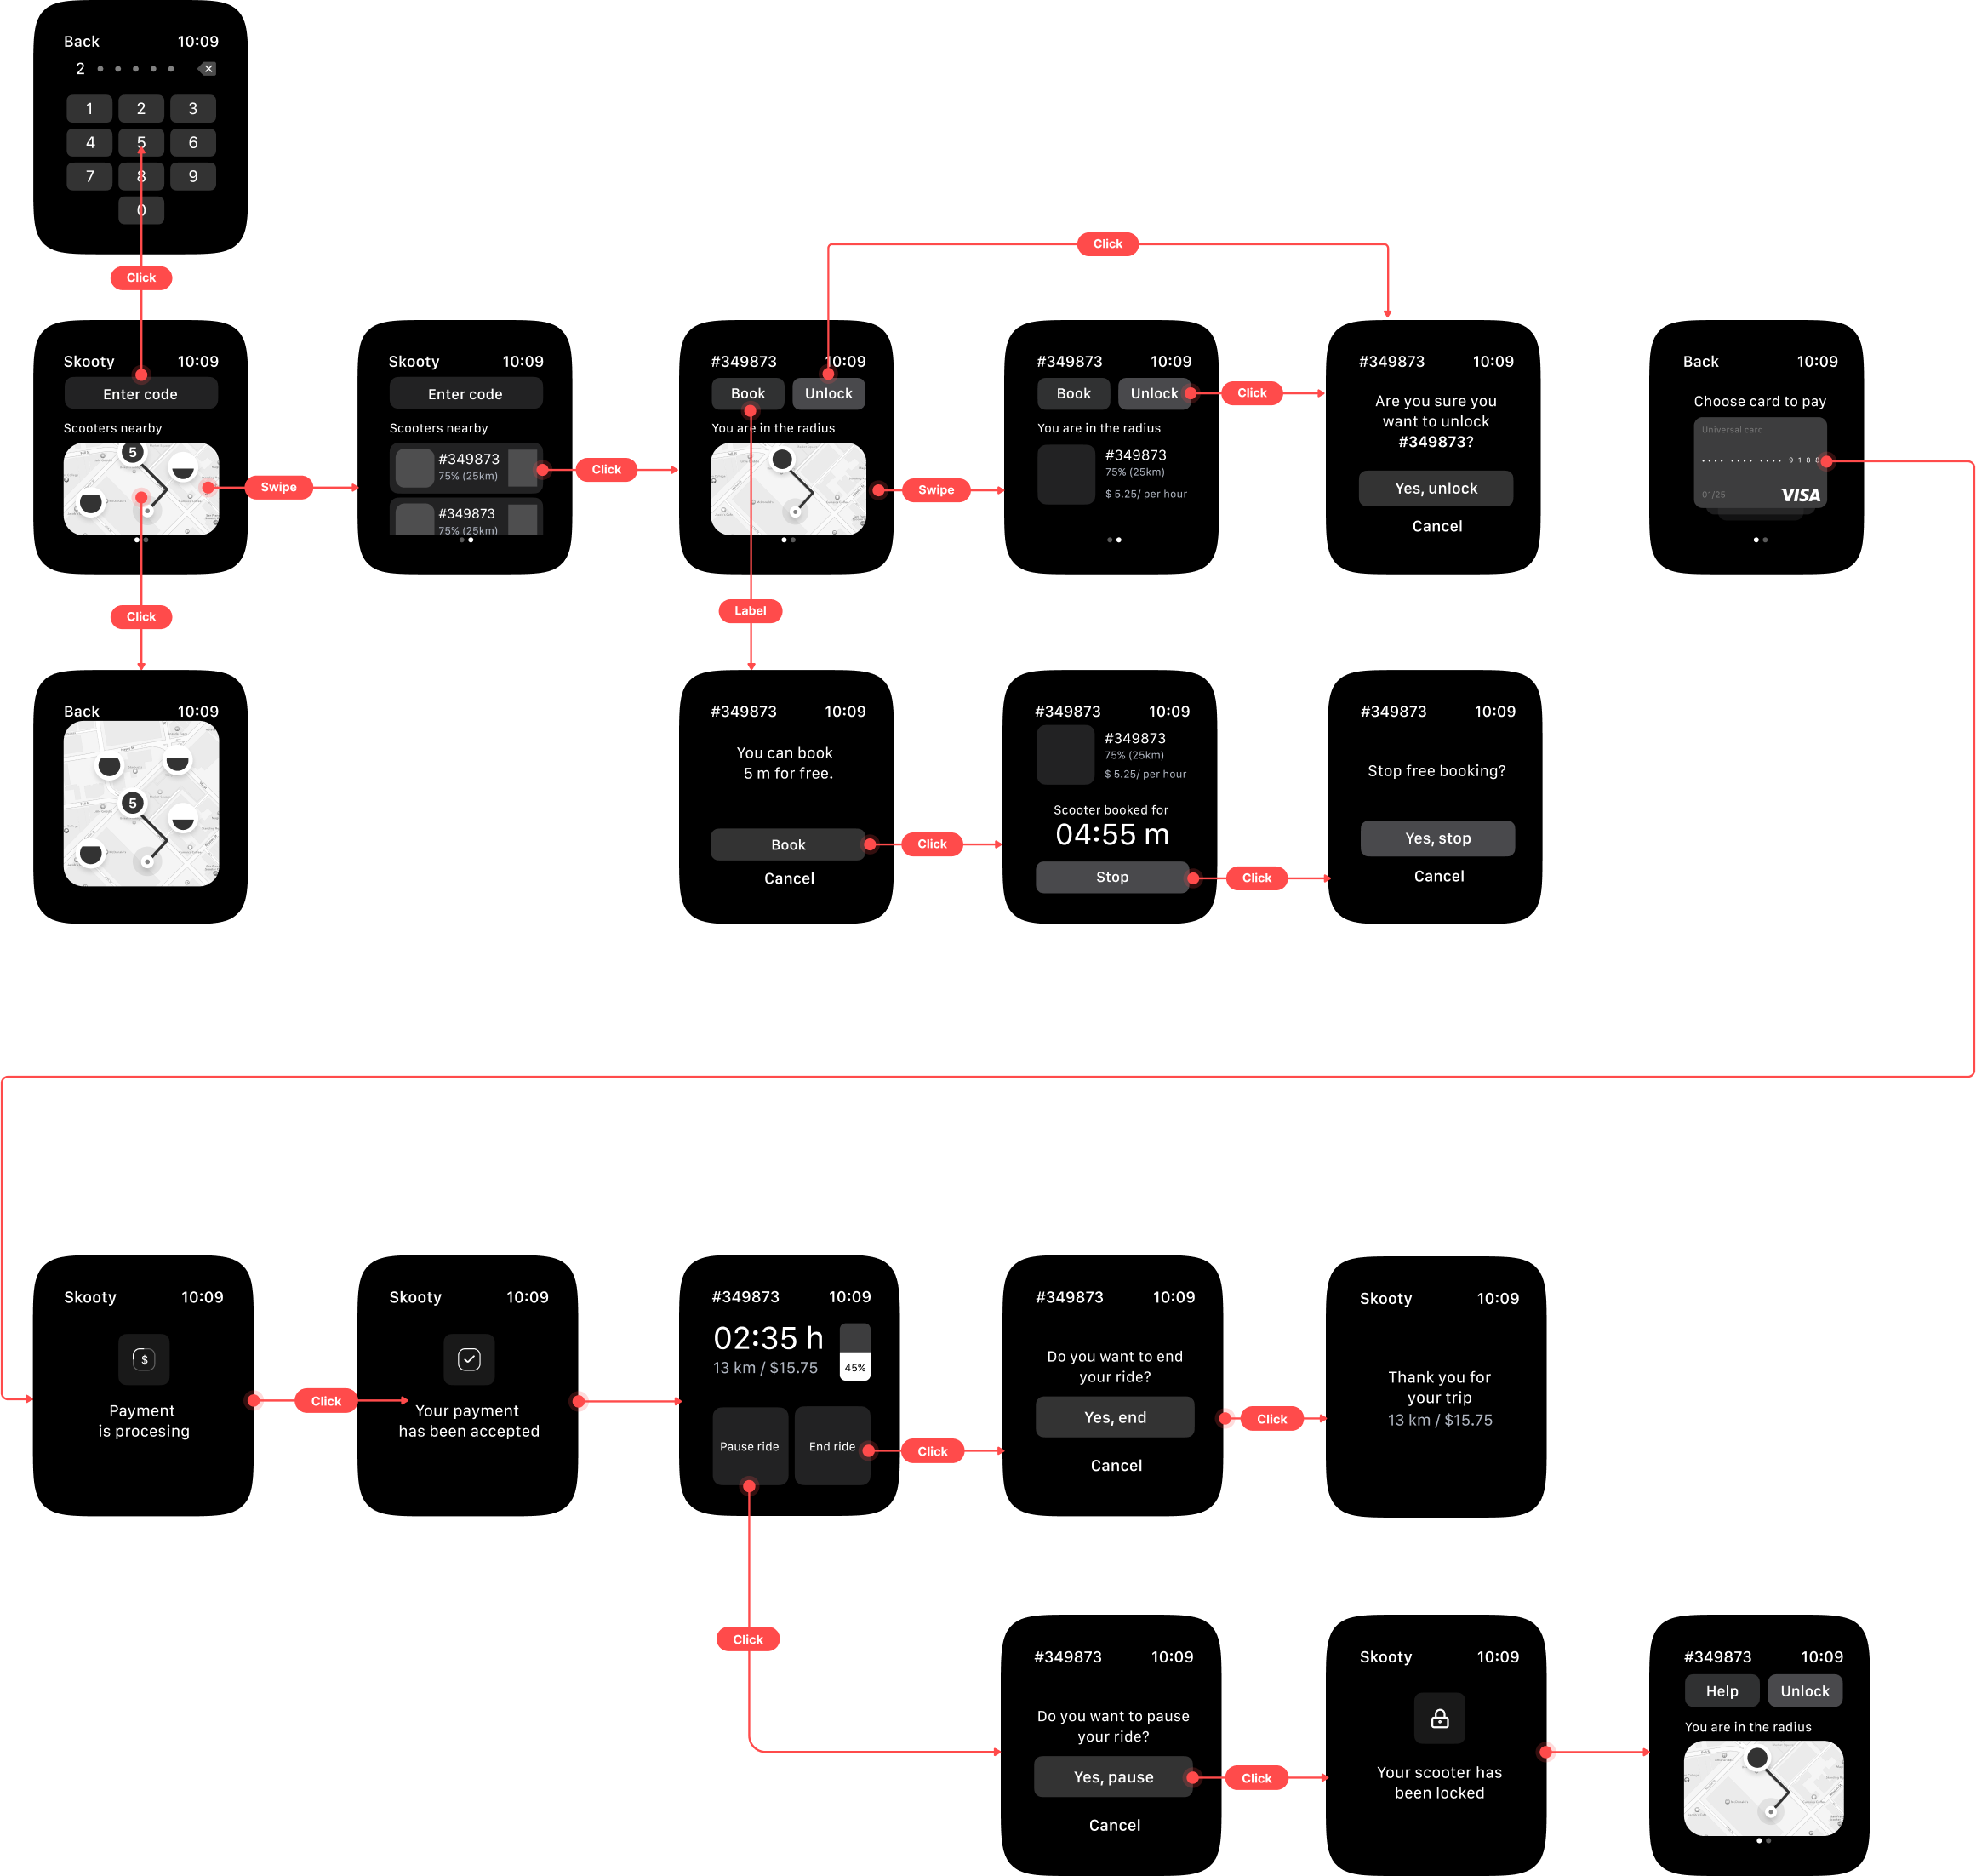 Back 10:09
2
1 2 3
4 5 6
7 8 9
0
Click
Click
Skooty 10:09
Enter code
Scooters nearby
5
Swipe
Skooty 10:09
Enter code
Scooters nearby
#349873
75% (25km)
#349873
75% (25km)
Click
#349873 10:09
Book Unlock
You are in the radius
Swipe
#349873 10:09
Book Unlock
You are in the radius
#349873
75% (25km)
$ 5.25/ per hour
Click
#349873 10:09
Are you sure you
want to unlock
#349873?
Yes, unlock
Cancel
Back 10:09
Choose card to pay
Universal card
9188
01/25 VISA
Click
Label
Back 10:09
5
#349873 10:09
You can book
5 m for free.
Book
Cancel
Click
#349873 10:09
#349873
75% (25km)
$ 5.25/ per hour
Scooter booked for
04:55 m
Stop
Click
#349873 10:09
Stop free booking?
Yes, stop
Cancel
Skooty 10:09
$
Payment
is procesing
Click
Skooty 10:09
Your payment
has been accepted
#349873 10:09
02:35 h
13 km / $15.75
45%
Pause ride End ride
Click
#349873 10:09
Do you want to end
your ride?
Yes, end
Cancel
Click
Skooty 10:09
Thank you for
your trip
13 km / $15.75
Click
#349873 10:09
Do you want to pause
your ride?
Yes, pause
Cancel
Click
Skooty 10:09
Your scooter has
been locked
#349873 10:09
Help Unlock
You are in the radius